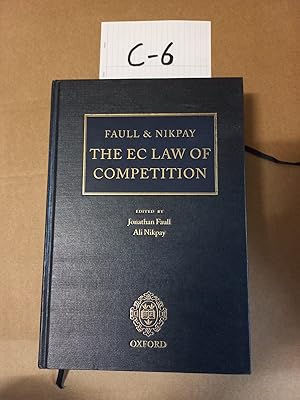 C-6
FAULL & NIKPAY
THE EC LAW OF
COMPETITION
EDITED BY
Jonathan Faull
Ali Nikpay
OXFORD